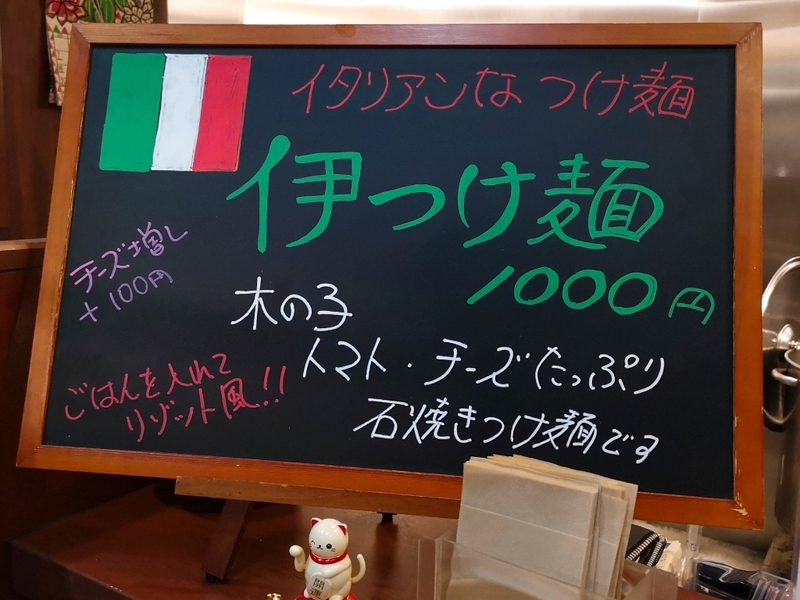 イタリアンな つけ麺
伊つけ麺
1000円
チーズ増し
+100円
木の子
トマト・チーズたっぷり
石焼きつけ麺です
ごはんを入れて
リゾット風!!
開運